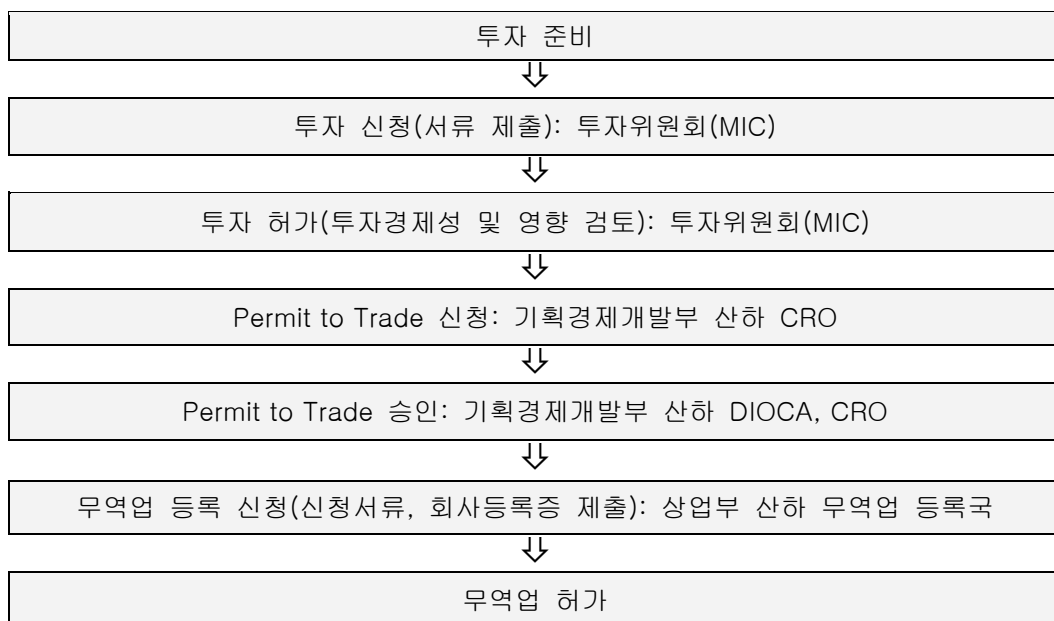 투자 준비
투자 신청(서류 제출): 투자위원회(MIC)
투자 허가(투자경제성 및 영향 검토): 투자위원회(MIC)
Permit to Trade 신청: 기획경제개발부 산하 CRO
Permit to Trade 승인: 기획경제개발부 산하 DIOCA, CRO
무역업 등록 신청(신청서류, 회사등록증 제출): 상업부 산하 무역업 등록국
무역업 허가